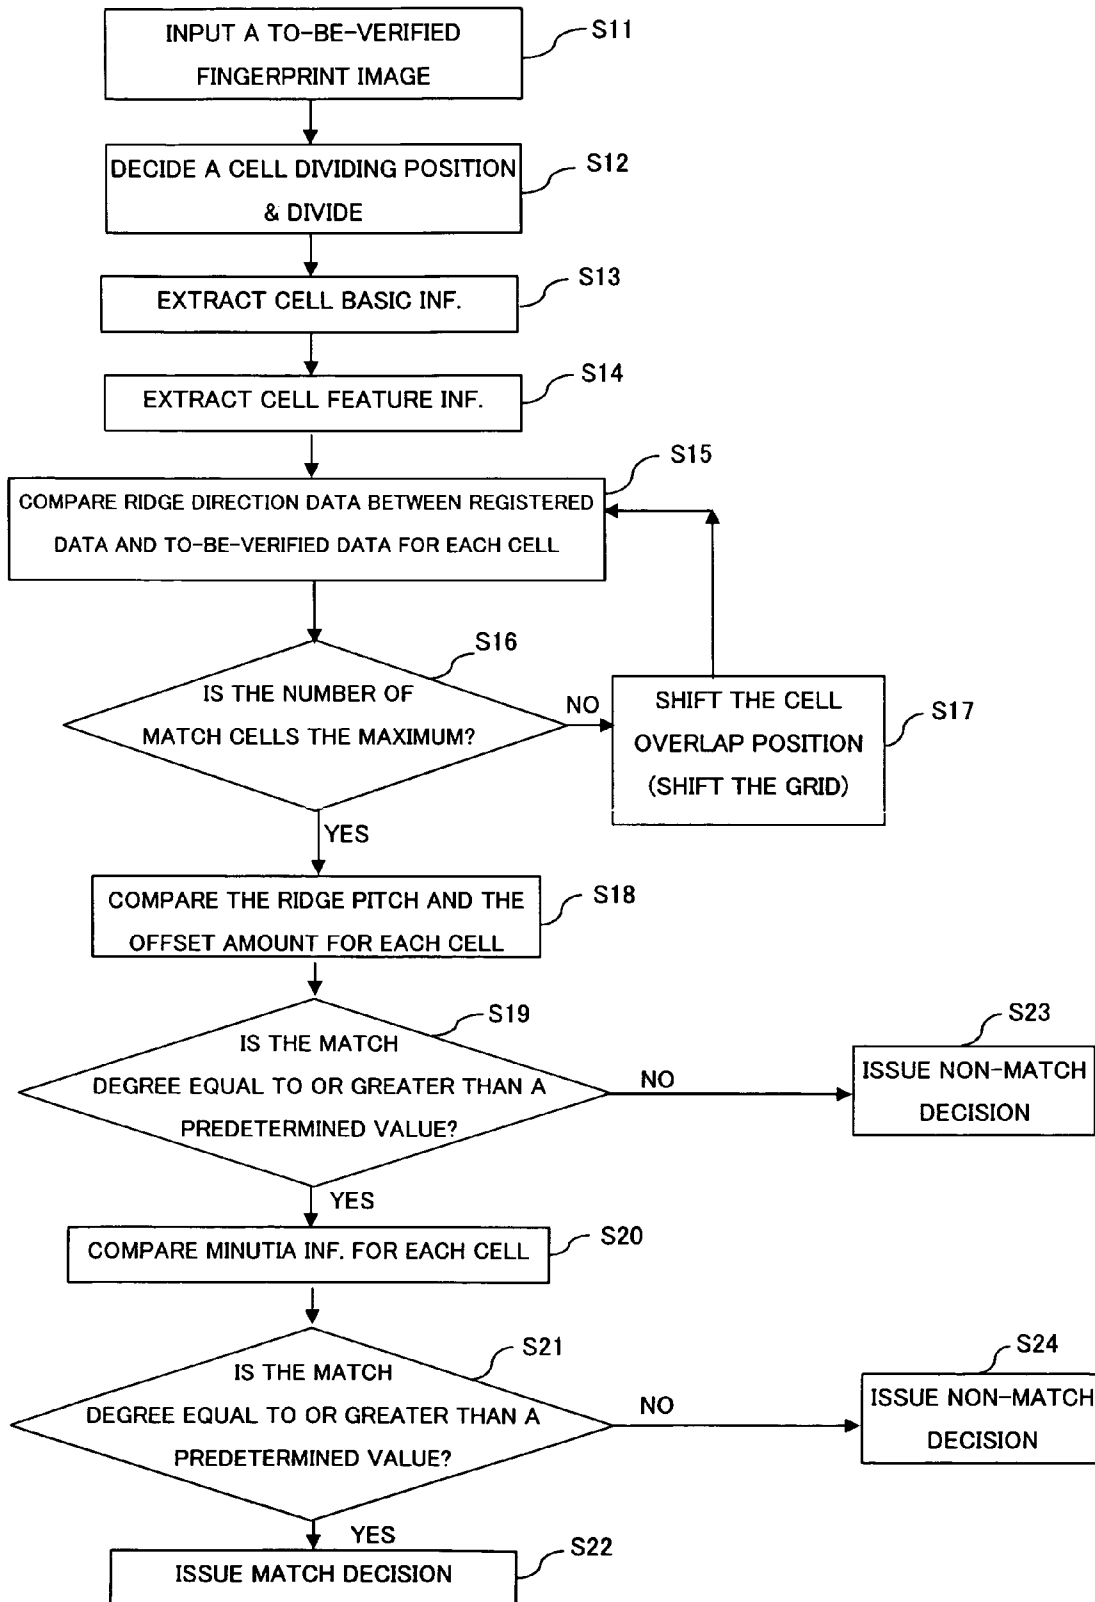 INPUT A TO-BE-VERIFIED
FINGERPRINT IMAGE
S11
DECIDE A CELL DIVIDING POSITION
& DIVIDE
S12
EXTRACT CELL BASIC INF.
S13
EXTRACT CELL FEATURE INF.
S14
COMPARE RIDGE DIRECTION DATA BETWEEN REGISTERED
DATA AND TO-BE-VERIFIED DATA FOR EACH CELL
S15
IS THE NUMBER OF
MATCH CELLS THE MAXIMUM?
S16
NO
SHIFT THE CELL
OVERLAP POSITION
(SHIFT THE GRID)
S17
YES
COMPARE THE RIDGE PITCH AND THE
OFFSET AMOUNT FOR EACH CELL
S18
IS THE MATCH
DEGREE EQUAL TO OR GREATER THAN A
PREDETERMINED VALUE?
S19
NO
ISSUE NON-MATCH
DECISION
S23
YES
COMPARE MINUTIA INF. FOR EACH CELL
S20
IS THE MATCH
DEGREE EQUAL TO OR GREATER THAN A
PREDETERMINED VALUE?
S21
NO
ISSUE NON-MATCH
DECISION
S24
YES
ISSUE MATCH DECISION
S22